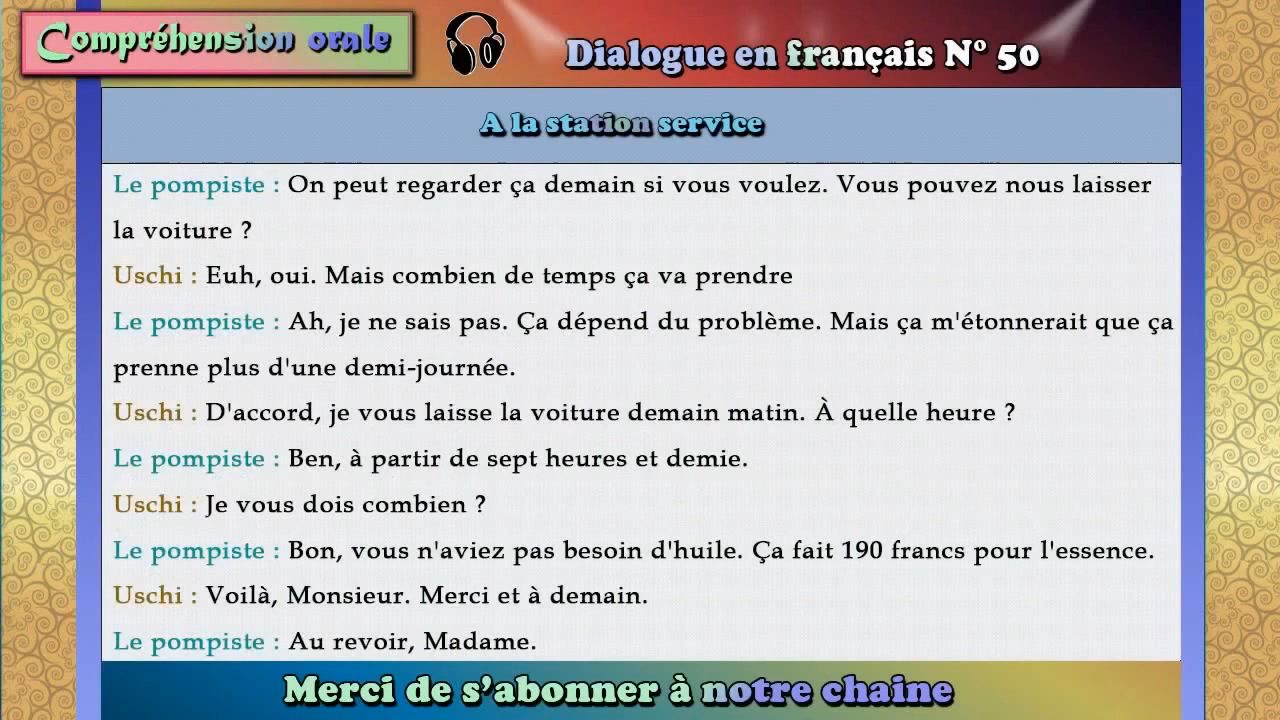 Compréhension orale
Dialogue en français N° 50
A la station service
Le pompiste : On peut regarder ça demain si vous voulez. Vous pouvez nous laisser
la voiture ?
Uschi : Euh, oui. Mais combien de temps ça va prendre
Le pompiste : Ah, je ne sais pas. Ça dépend du problème. Mais ça m'étonnerait que ça
prenne plus d'une demi-journée.
Uschi : D'accord, je vous laisse la voiture demain matin. À quelle heure ?
Le pompiste : Ben, à partir de sept heures et demie.
Uschi : Je vous dois combien ?
Le pompiste : Bon, vous n'aviez pas besoin d'huile. Ça fait 190 francs pour l'essence.
Uschi : Voilà, Monsieur. Merci et à demain.
Le pompiste : Au revoir, Madame.
Merci de s’abonner à notre chaine